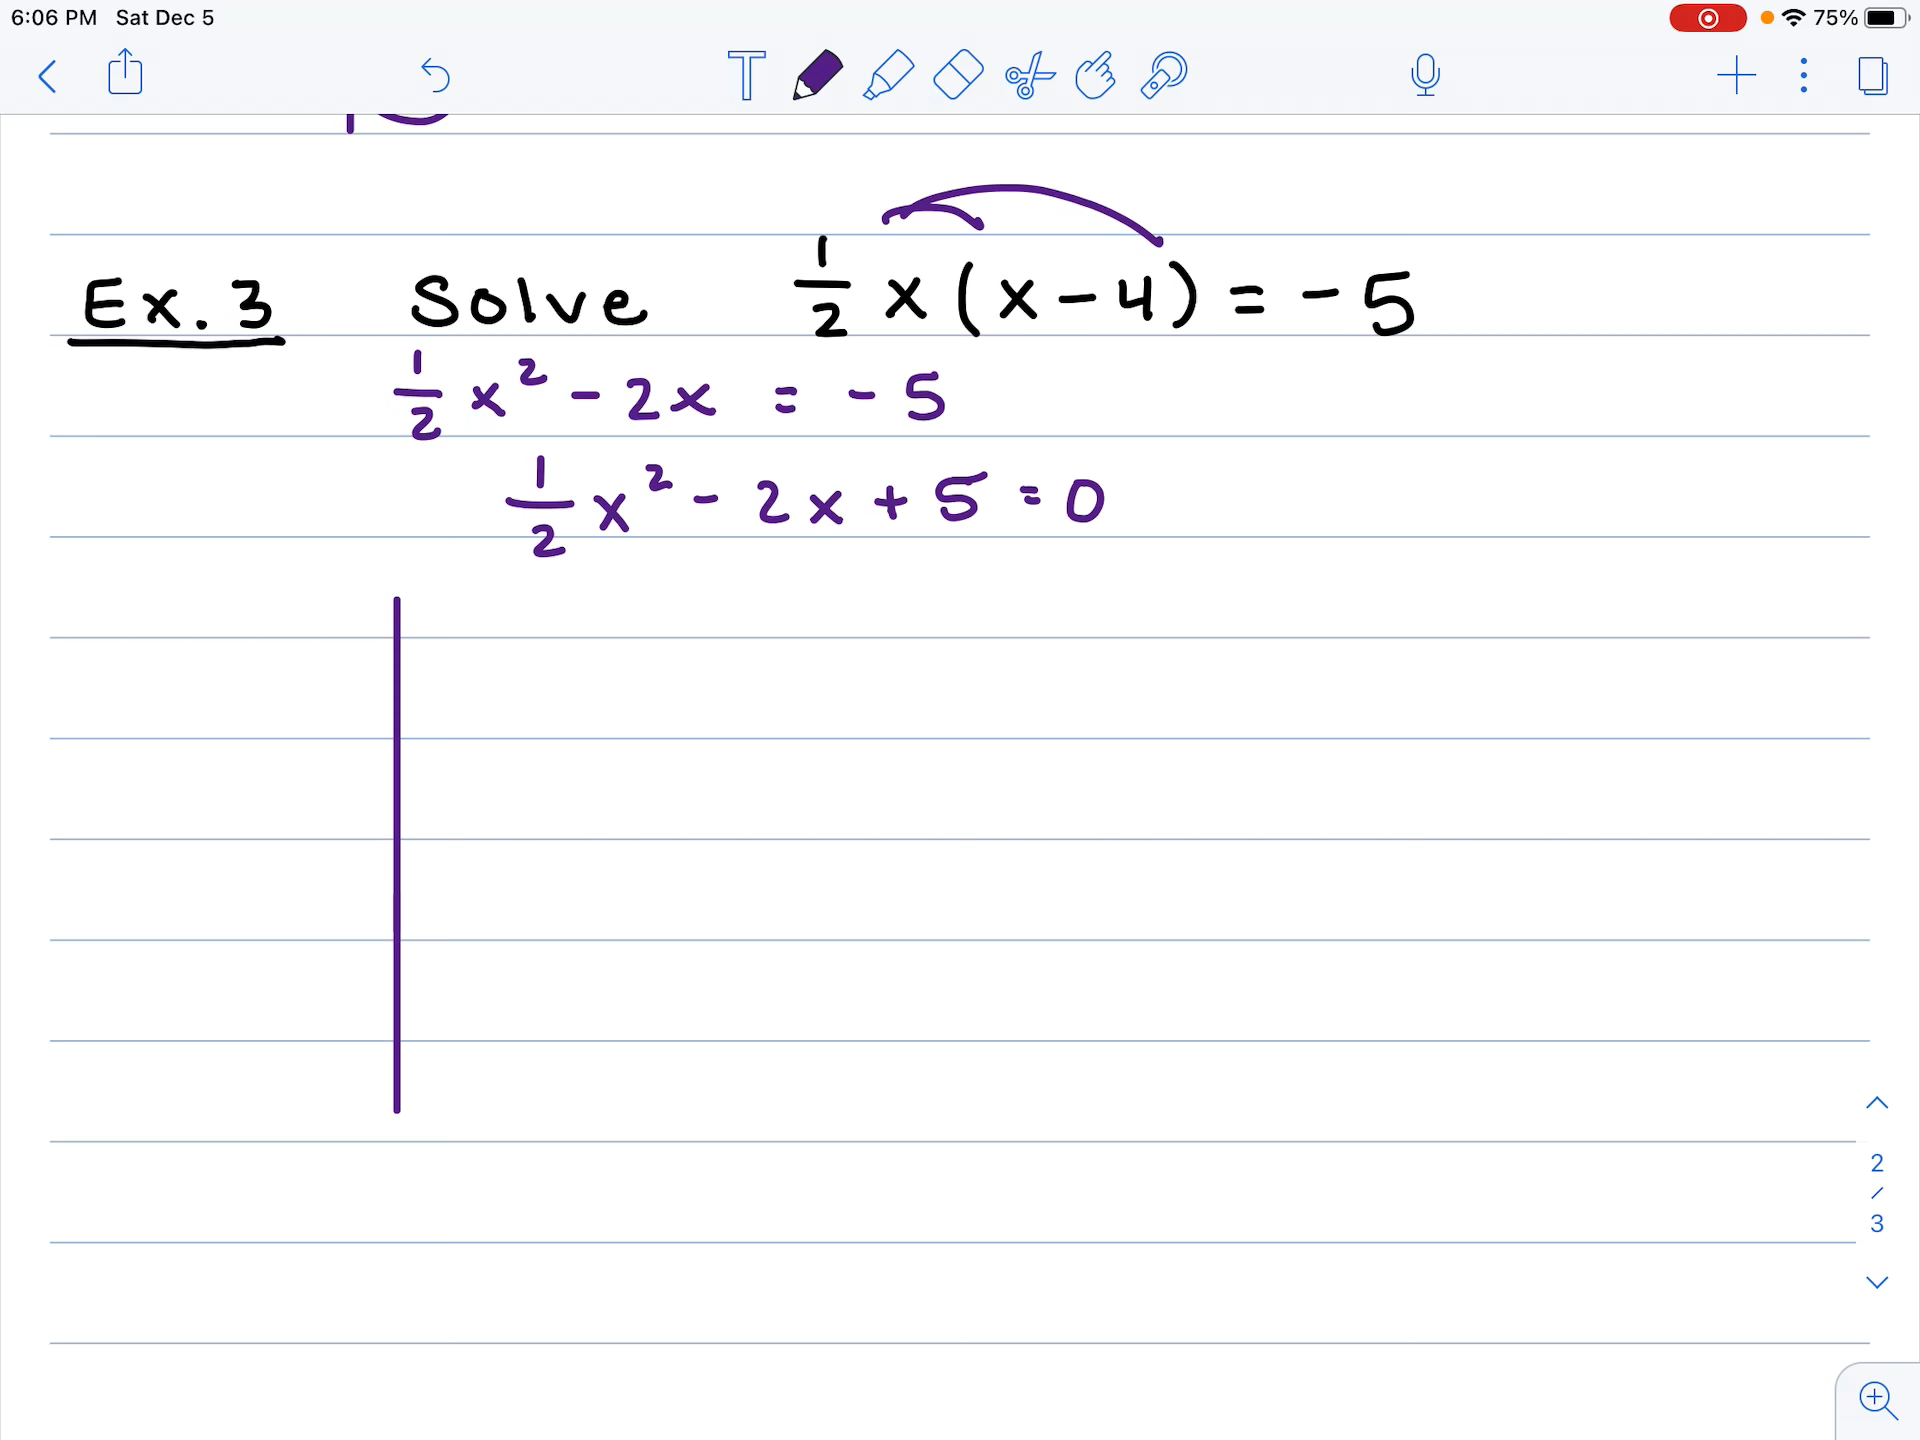 6:06 PM Sat Dec 5 75%
T
Ex. 3 Solve 1/2 x(x-4) = -5
1/2 x² - 2x = -5
1/2 x² - 2x + 5 = 0
2
/
3